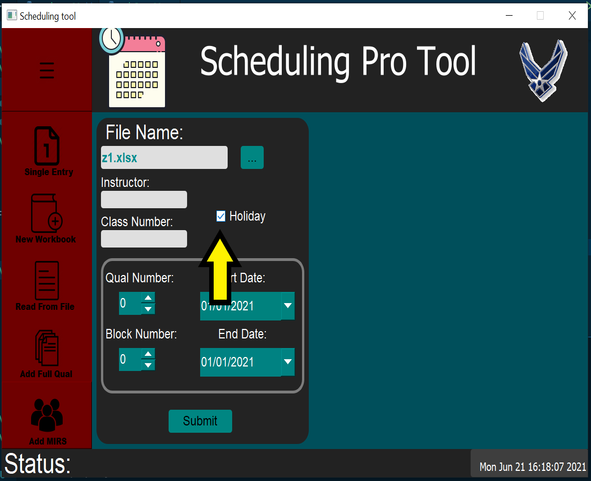 Scheduling tool
Scheduling Pro Tool
File Name:
z1.xlsx
...
Instructor:
Holiday
Class Number:
Qual Number:
rt Date:
0
01/01/2021
Block Number:
End Date:
0
01/01/2021
Submit
1
Single Entry
New Workbook
Read From File
Add Full Qual
Add MIRS
Status:
Mon Jun 21 16:18:07 2021